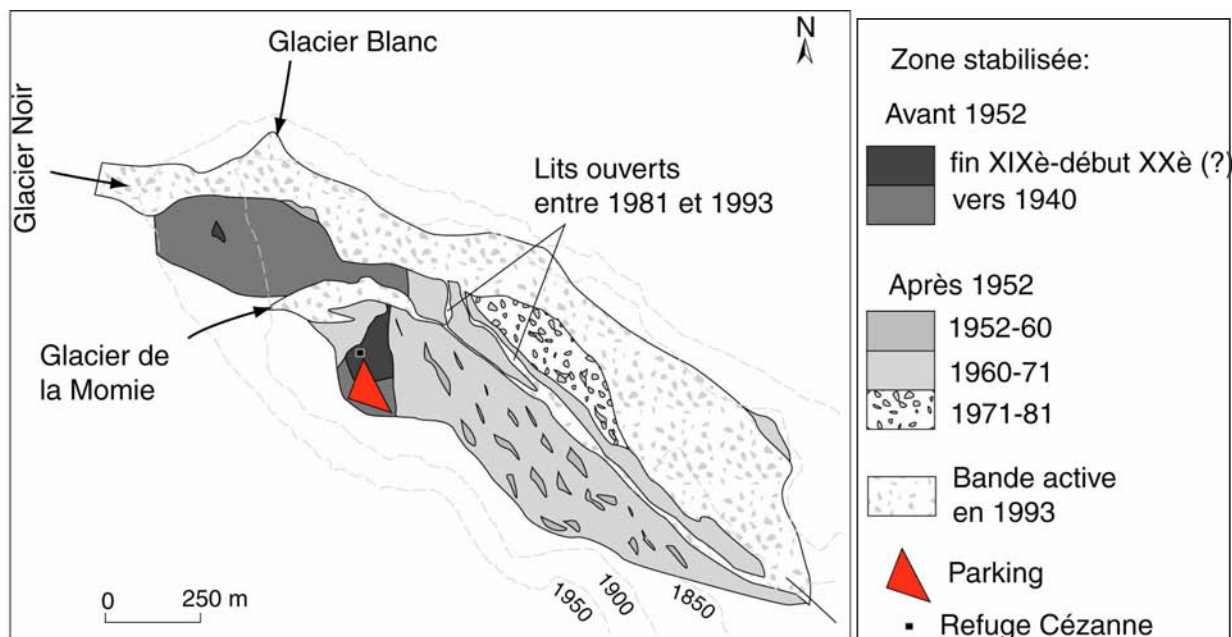 Glacier Blanc
N
Glacier Noir
Lits ouverts
entre 1981 et 1993
Glacier de
la Momie
0 250 m
1950
1900
1850
Zone stabilisée:
Avant 1952
fin XIXè-début XXè (?)
vers 1940
Après 1952
1952-60
1960-71
1971-81
Bande active
en 1993
Parking
Refuge Cézanne